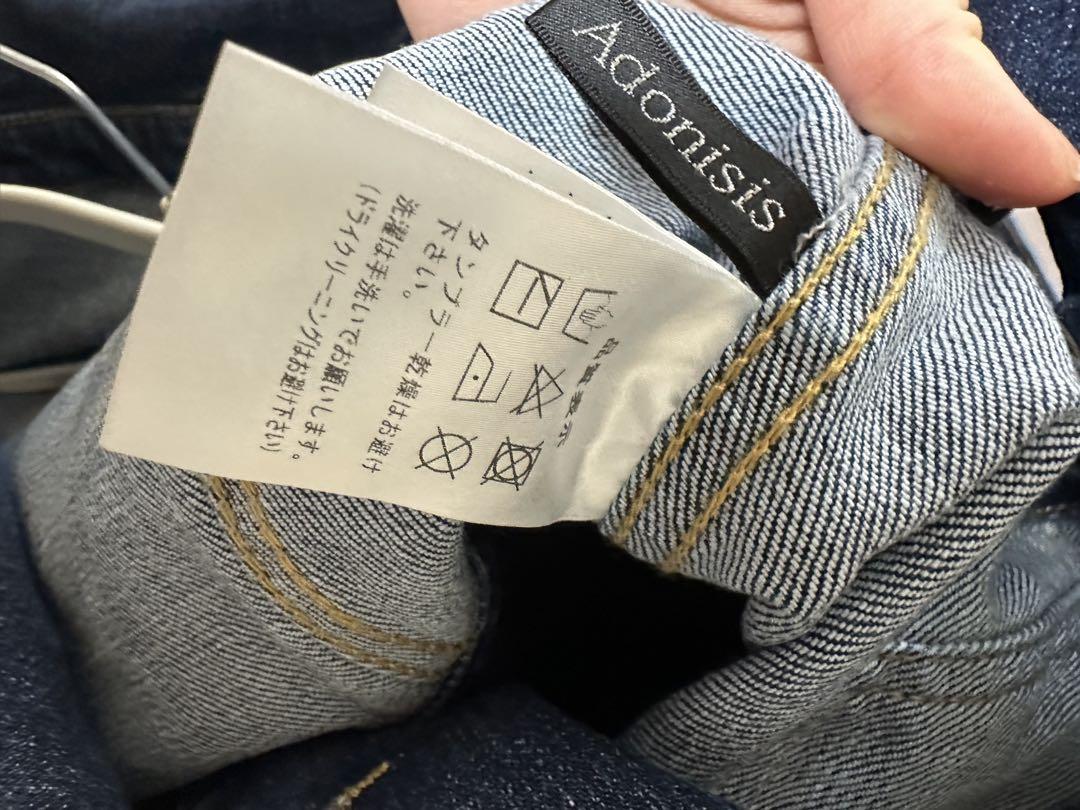 Adonisis
品質表示
タンブラー乾燥はお避け
下さい。
洗濯は手洗いでお願いします。
(ドライクリーニングはお避け下さい)